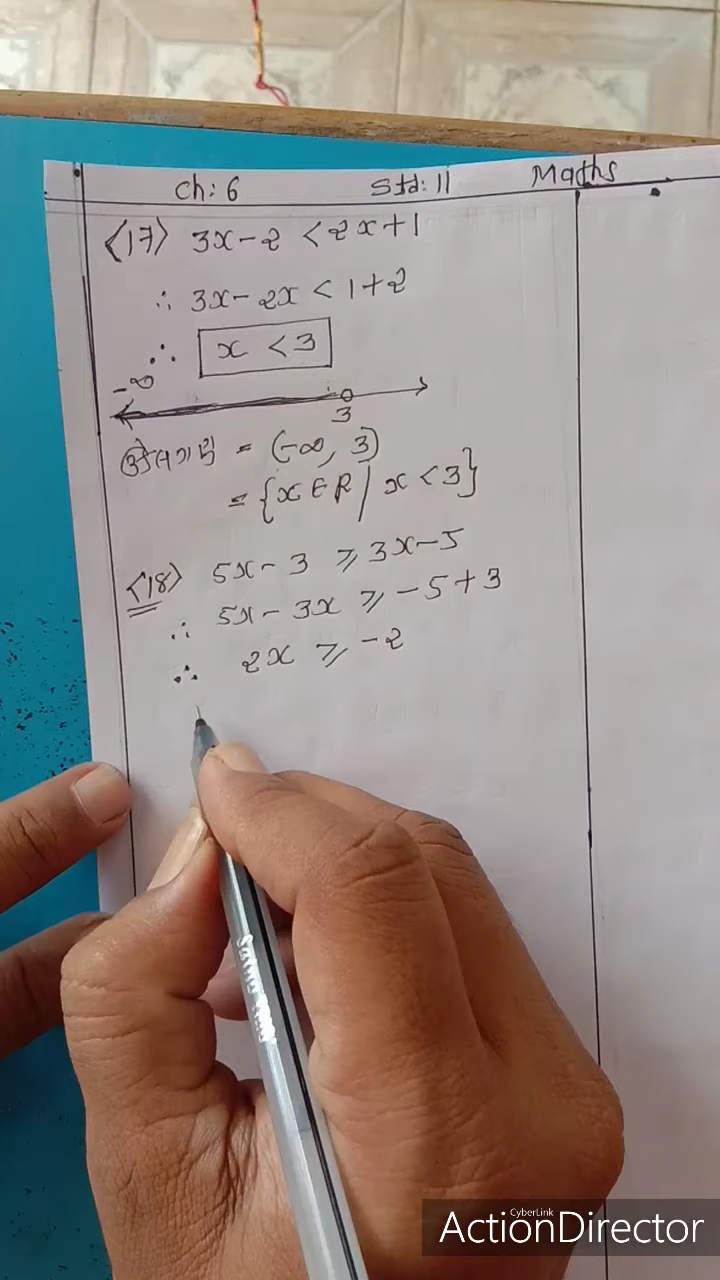 Ch: 6 Std: 11 Maths
<17> 3x - 2 < 2x + 1
∴ 3x - 2x < 1 + 2
∴ x < 3
-∞
3
ઉકેલગણ = (-∞, 3)
= {x ∈ R / x < 3}
<18> 5x - 3 ⩾ 3x - 5
∴ 5x - 3x ⩾ -5 + 3
∴ 2x ⩾ -2
CyberLink
ActionDirector